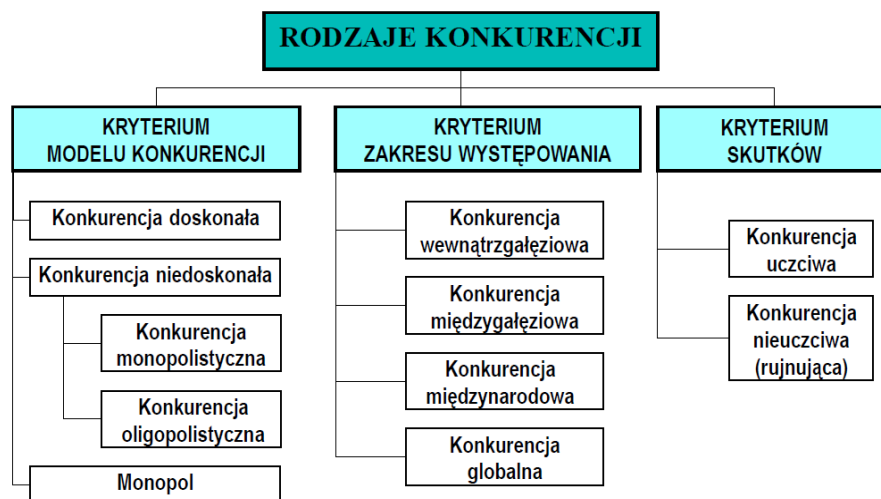 RODZAJE KONKURENCJI
KRYTERIUM
MODELU KONKURENCJI
Konkurencja doskonała
Konkurencja niedoskonała
Konkurencja
monopolistyczna
Konkurencja
oligopolistyczna
Monopol
KRYTERIUM
ZAKRESU WYSTĘPOWANIA
Konkurencja
wewnątrzgałęziowa
Konkurencja
międzygałęziowa
Konkurencja
międzynarodowa
Konkurencja
globalna
KRYTERIUM
SKUTKÓW
Konkurencja
uczciwa
Konkurencja
nieuczciwa
(rujnująca)